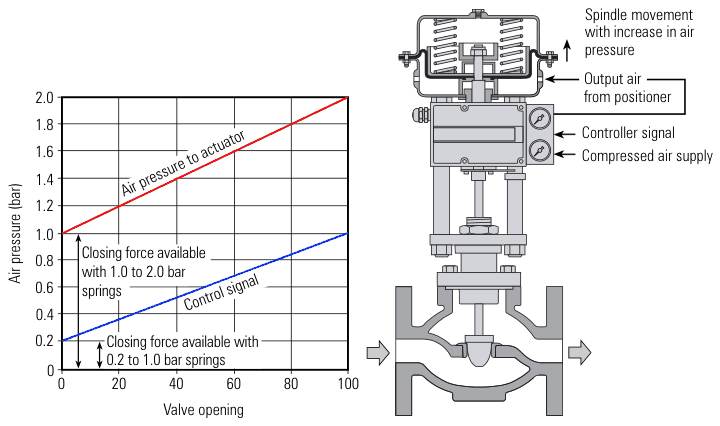 Spindle movement
with increase in air
pressure
Output air
from positioner
Controller signal
Compressed air supply
Air pressure (bar)
2.0
1.8
1.6
1.4
1.2
1.0
0.8
0.6
0.4
0.2
0
Air pressure to actuator
Closing force available
with 1.0 to 2.0 bar
springs
Control signal
Closing force available with
0.2 to 1.0 bar springs
0 20 40 60 80 100
Valve opening